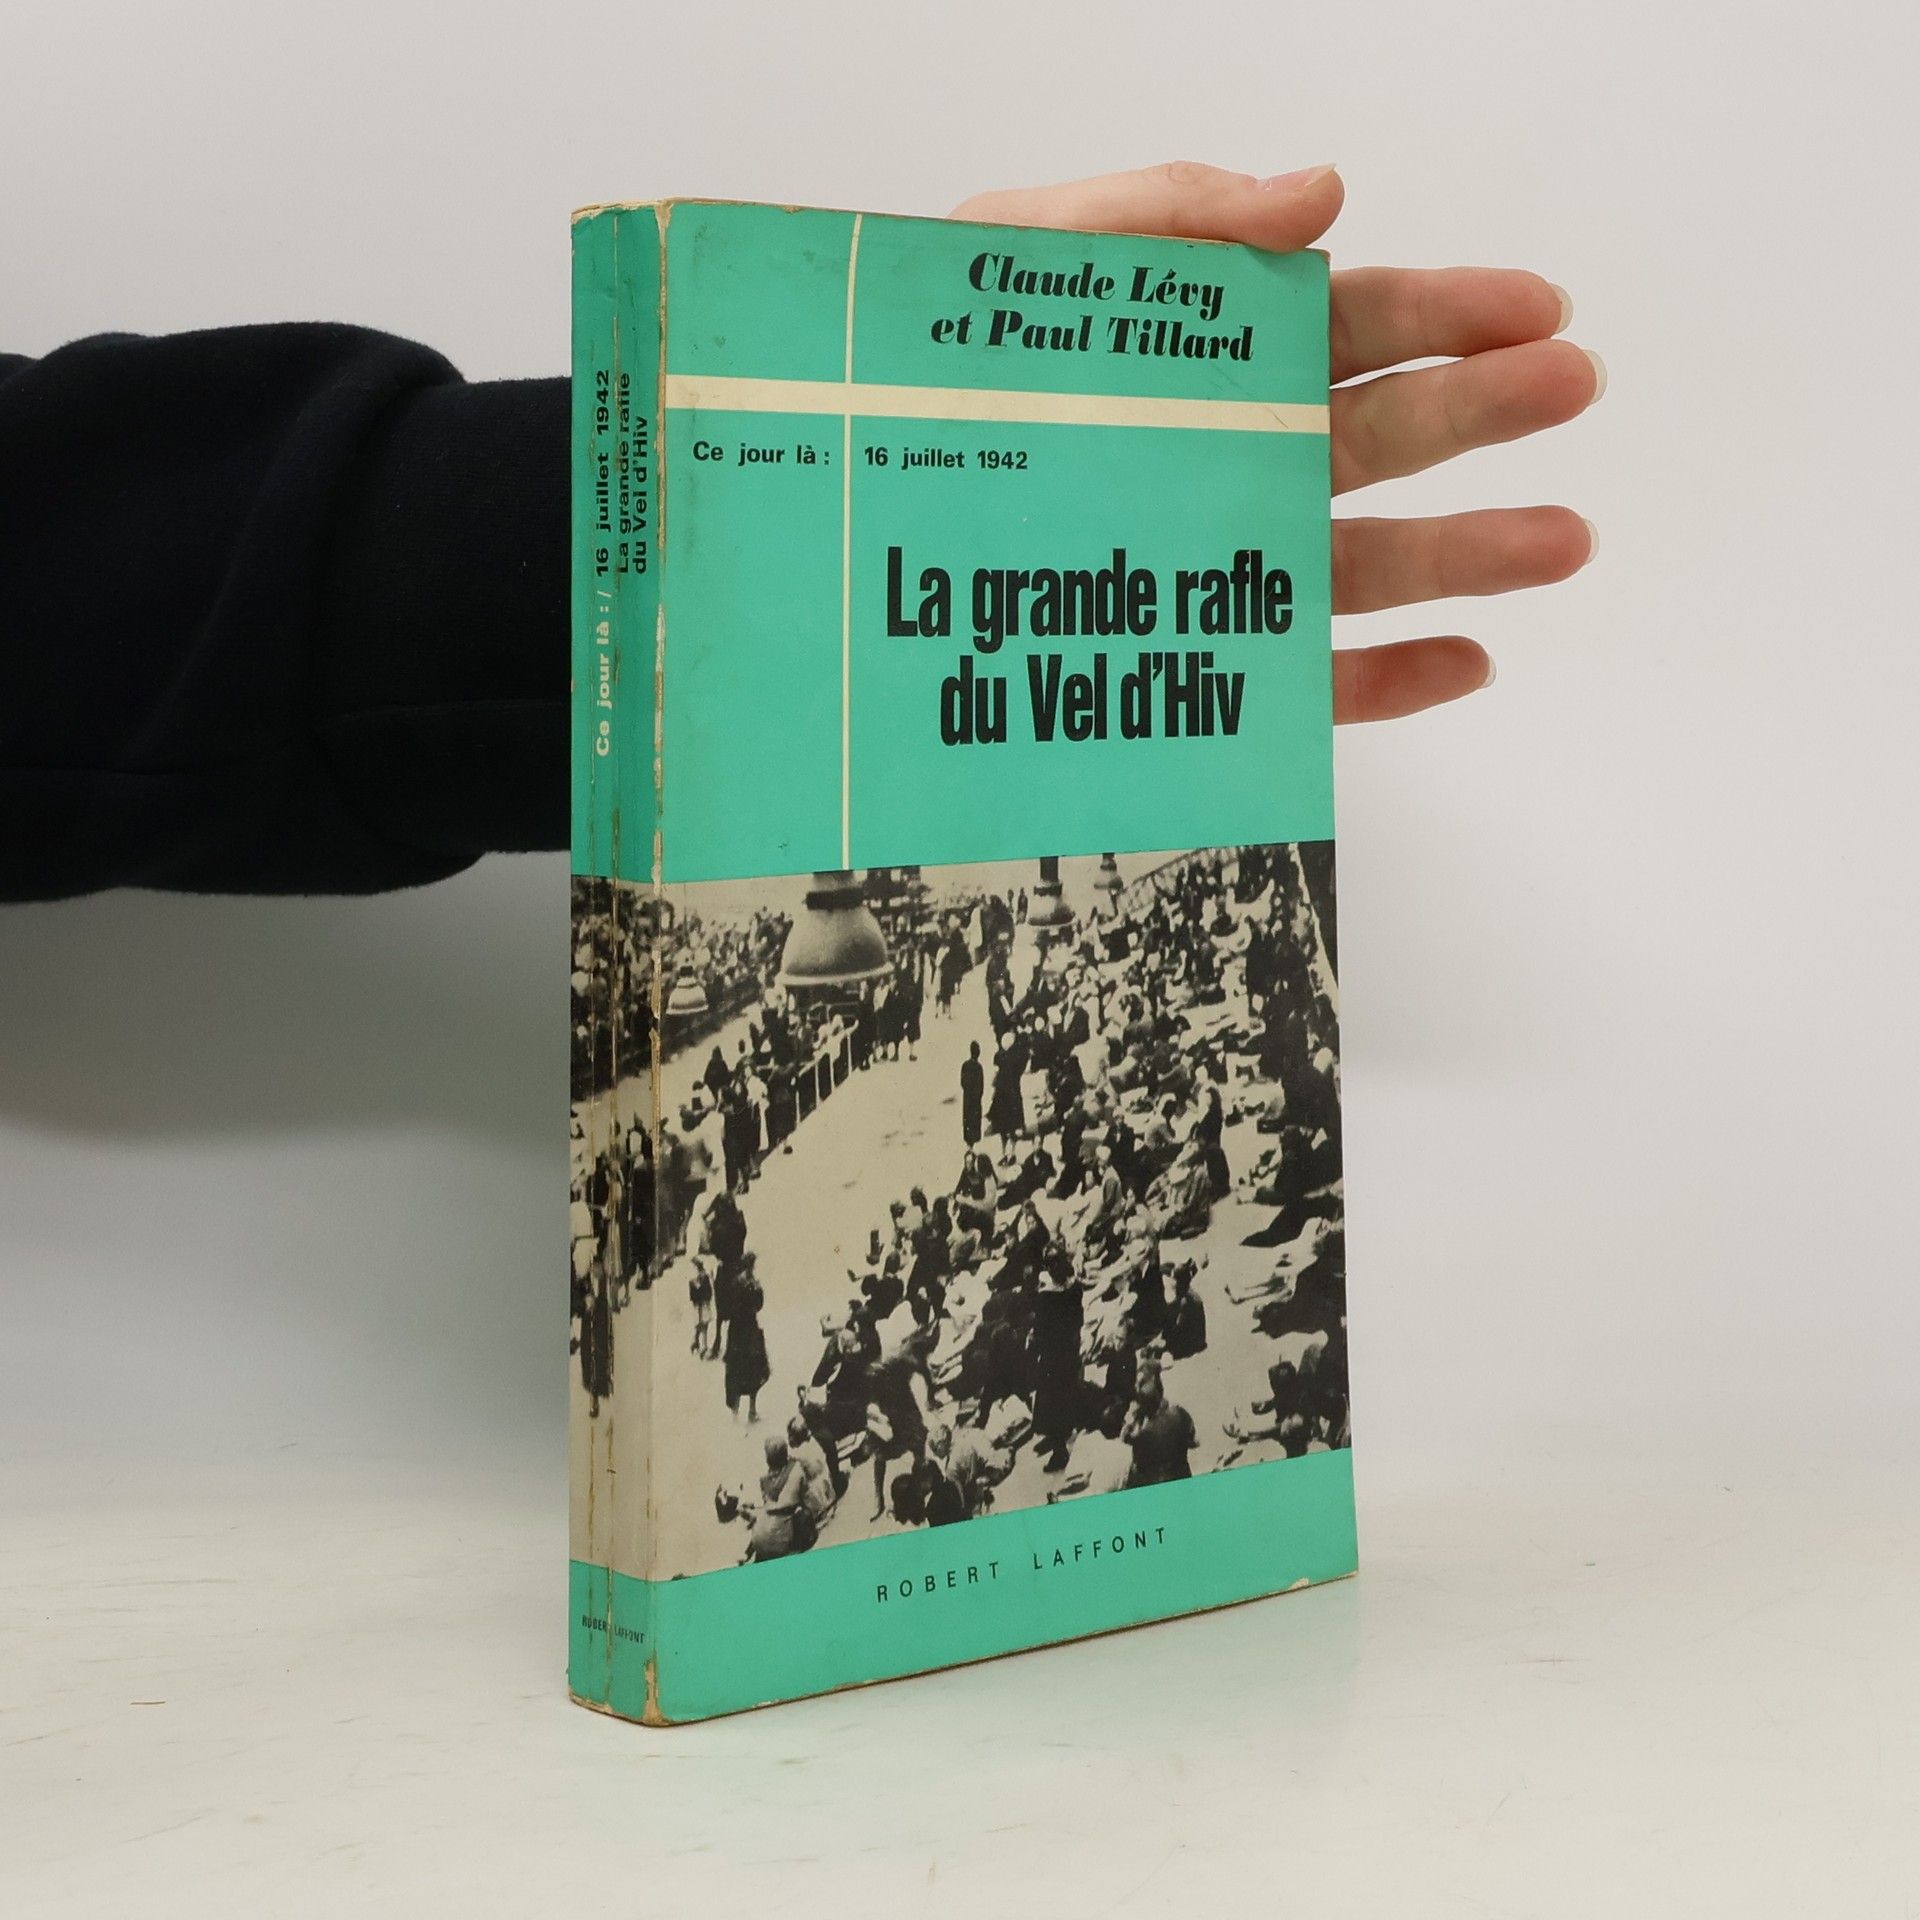 Claude Lévy
et Paul Tillard
Ce jour là : 16 juillet 1942
La grande rafle
du Vel d'Hiv
ROBERT LAFFONT
Ce jour là : / 16 juillet 1942
La grande rafle
du Vel d'Hiv
ROBERT LAFFONT